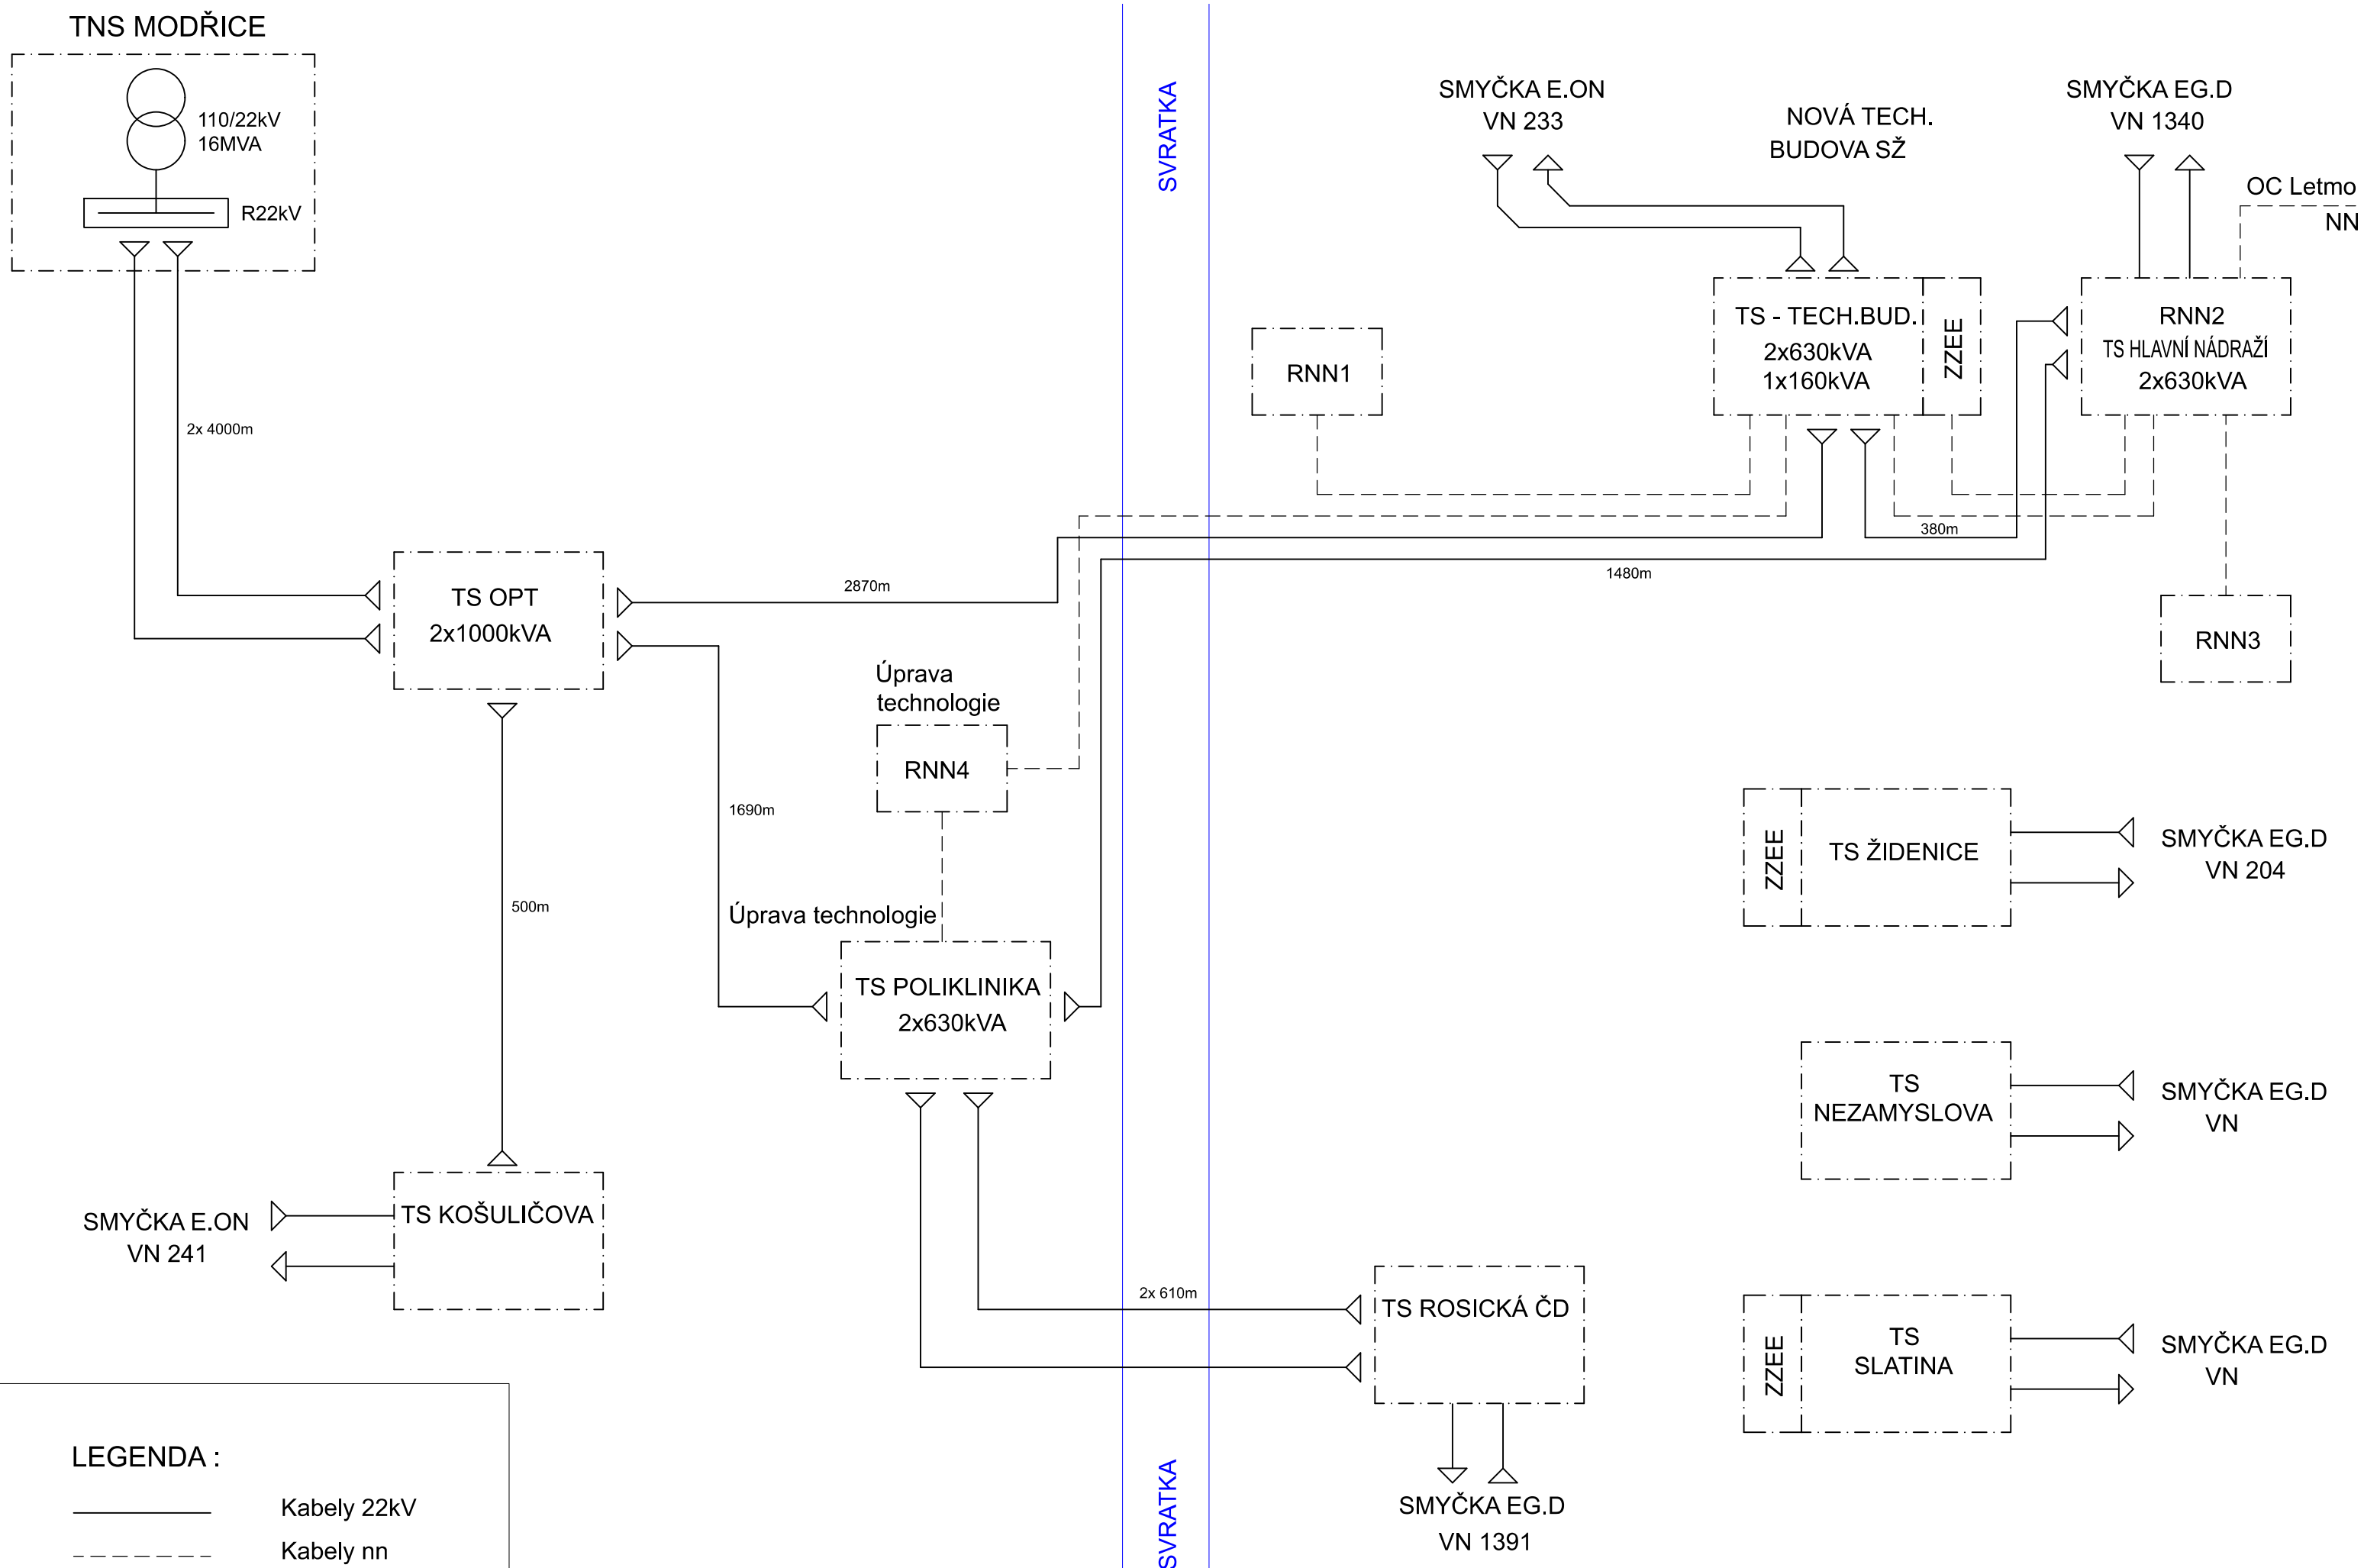 TNS MODŘICE
110/22kV
16MVA
R22kV
2x 4000m
SVRATKA
SMYČKA E.ON
VN 233
NOVÁ TECH.
BUDOVA SŽ
SMYČKA EG.D
VN 1340
OC Letmo
NN
RNN1
TS - TECH.BUD.
2x630kVA
1x160kVA
ZZEE
RNN2
TS HLAVNÍ NÁDRAŽÍ
2x630kVA
380m
1480m
2870m
TS OPT
2x1000kVA
RNN3
Úprava
technologie
RNN4
1690m
500m
Úprava technologie
TS POLIKLINIKA
2x630kVA
ZZEE
TS ŽIDENICE
SMYČKA EG.D
VN 204
TS
NEZAMYSLOVA
SMYČKA EG.D
VN
SMYČKA E.ON
VN 241
TS KOŠULIČOVA
2x 610m
TS ROSICKÁ ČD
ZZEE
TS
SLATINA
SMYČKA EG.D
VN
SMYČKA EG.D
VN 1391
SVRATKA
LEGENDA :
Kabely 22kV
Kabely nn